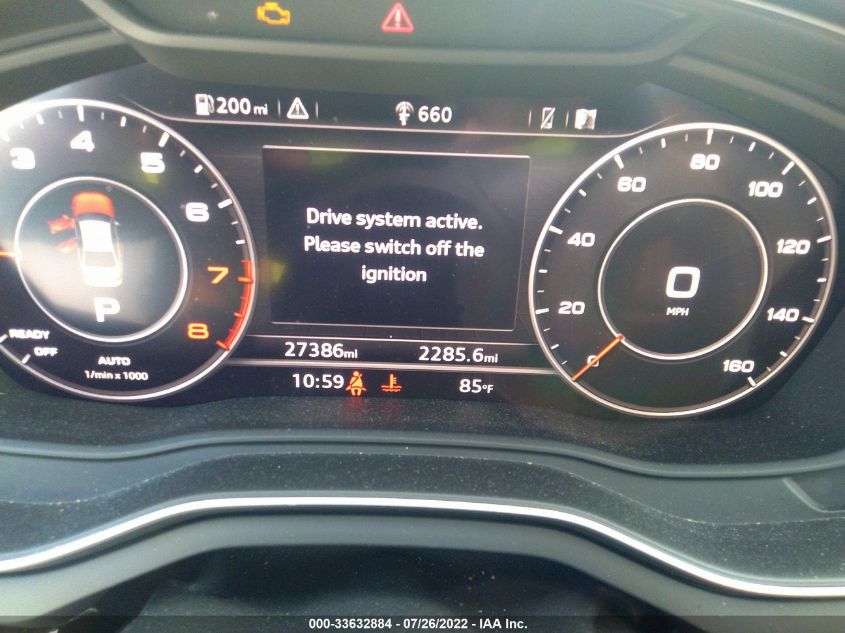 200 mi
660
3
4
5
6
7
8
P
READY
OFF
AUTO
1/min x 1000
Drive system active.
Please switch off the
ignition
27386mi
2285.6mi
10:59
85°F
0
20
40
60
80
100
120
140
160
0
MPH
000-33632884 / 07/26/2022 - IAA Inc.